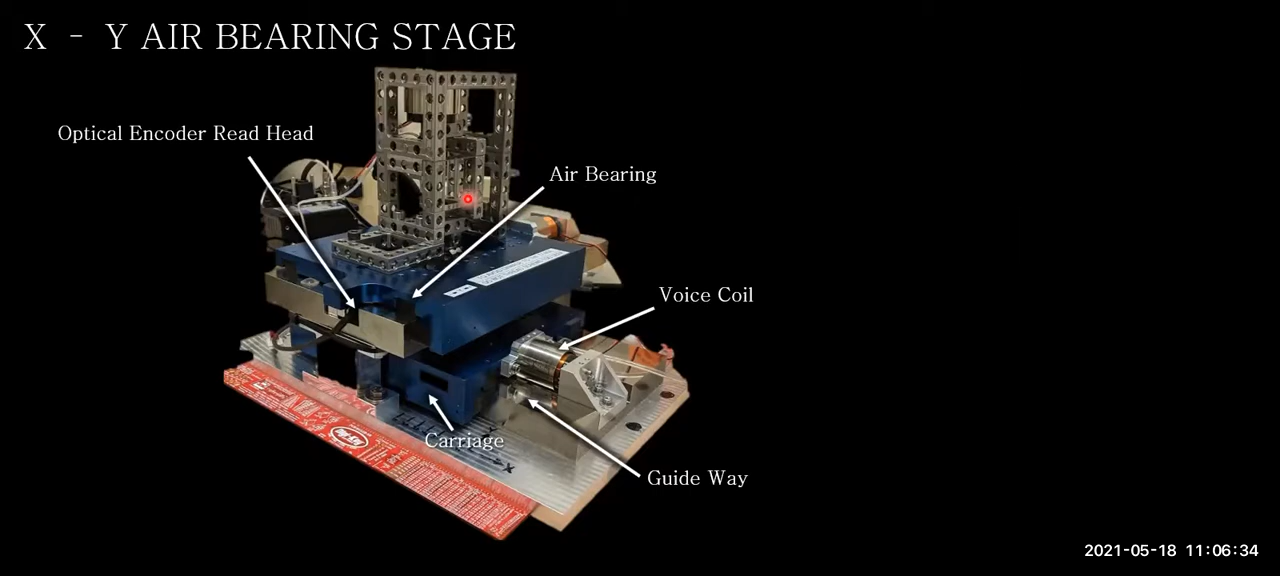 X - Y AIR BEARING STAGE
Optical Encoder Read Head
Air Bearing
Voice Coil
Carriage
Guide Way
X
2021-05-18 11:06:34